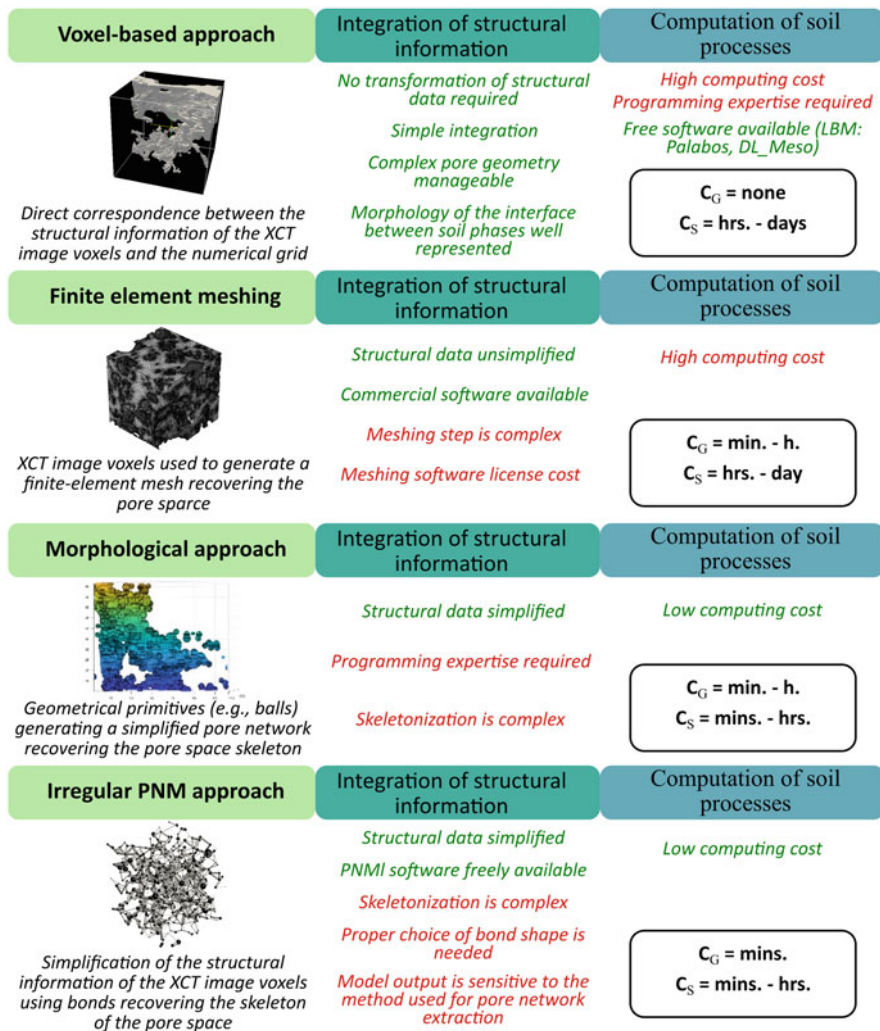 Voxel-based approach
Integration of structural
information
Computation of soil
processes
Direct correspondence between the
structural information of the XCT
image voxels and the numerical grid
No transformation of structural
data required
Simple integration
Complex pore geometry
manageable
Morphology of the interface
between soil phases well
represented
High computing cost
Programming expertise required
Free software available (LBM:
Palabos, DL_Meso)
C_G = none
C_S = hrs. - days
Finite element meshing
Integration of structural
information
Computation of soil
processes
XCT image voxels used to generate a
finite-element mesh recovering the
pore sparce
Structural data unsimplified
Commercial software available
Meshing step is complex
Meshing software license cost
High computing cost
C_G = min. - h.
C_S = hrs. - day
Morphological approach
Integration of structural
information
Computation of soil
processes
Geometrical primitives (e.g., balls)
generating a simplified pore network
recovering the pore space skeleton
Structural data simplified
Programming expertise required
Skeletonization is complex
Low computing cost
C_G = min. - h.
C_S = mins. - hrs.
Irregular PNM approach
Integration of structural
information
Computation of soil
processes
Simplification of the structural
information of the XCT image voxels
using bonds recovering the skeleton
of the pore space
Structural data simplified
PNMl software freely available
Skeletonization is complex
Proper choice of bond shape is
needed
Model output is sensitive to the
method used for pore network
extraction
Low computing cost
C_G = mins.
C_S = mins. - hrs.